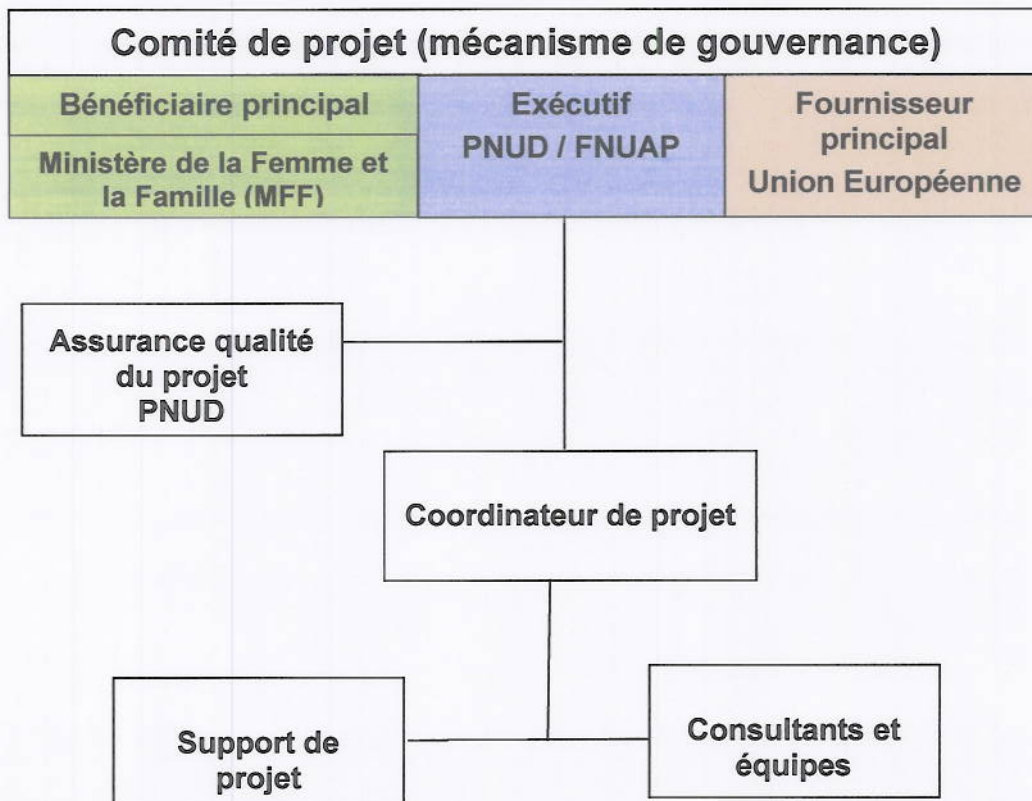 Comité de projet (mécanisme de gouvernance)
Bénéficiaire principal
Ministère de la Femme et
la Famille (MFF)
Exécutif
PNUD / FNUAP
Fournisseur
principal
Union Européenne
Assurance qualité
du projet
PNUD
Coordinateur de projet
Support de
projet
Consultants et
équipes